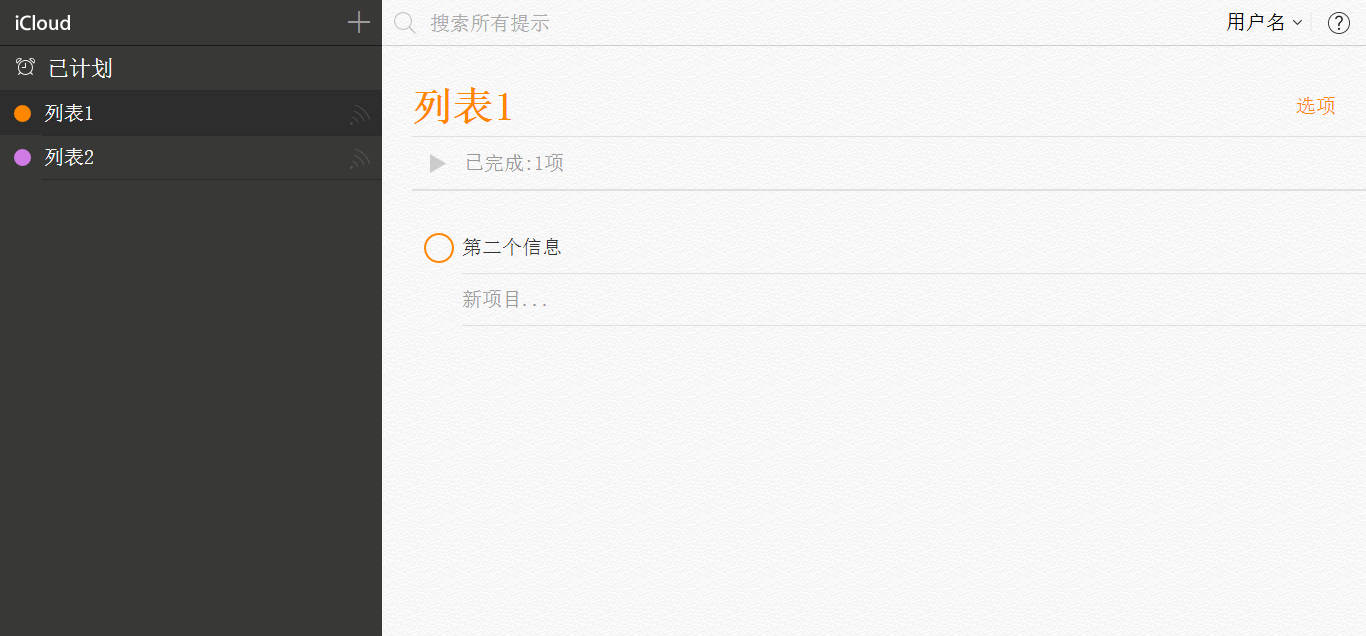 iCloud
已计划
列表1
列表2
搜索所有提示
用户名
?
列表1
选项
已完成:1项
第二个信息
新项目...